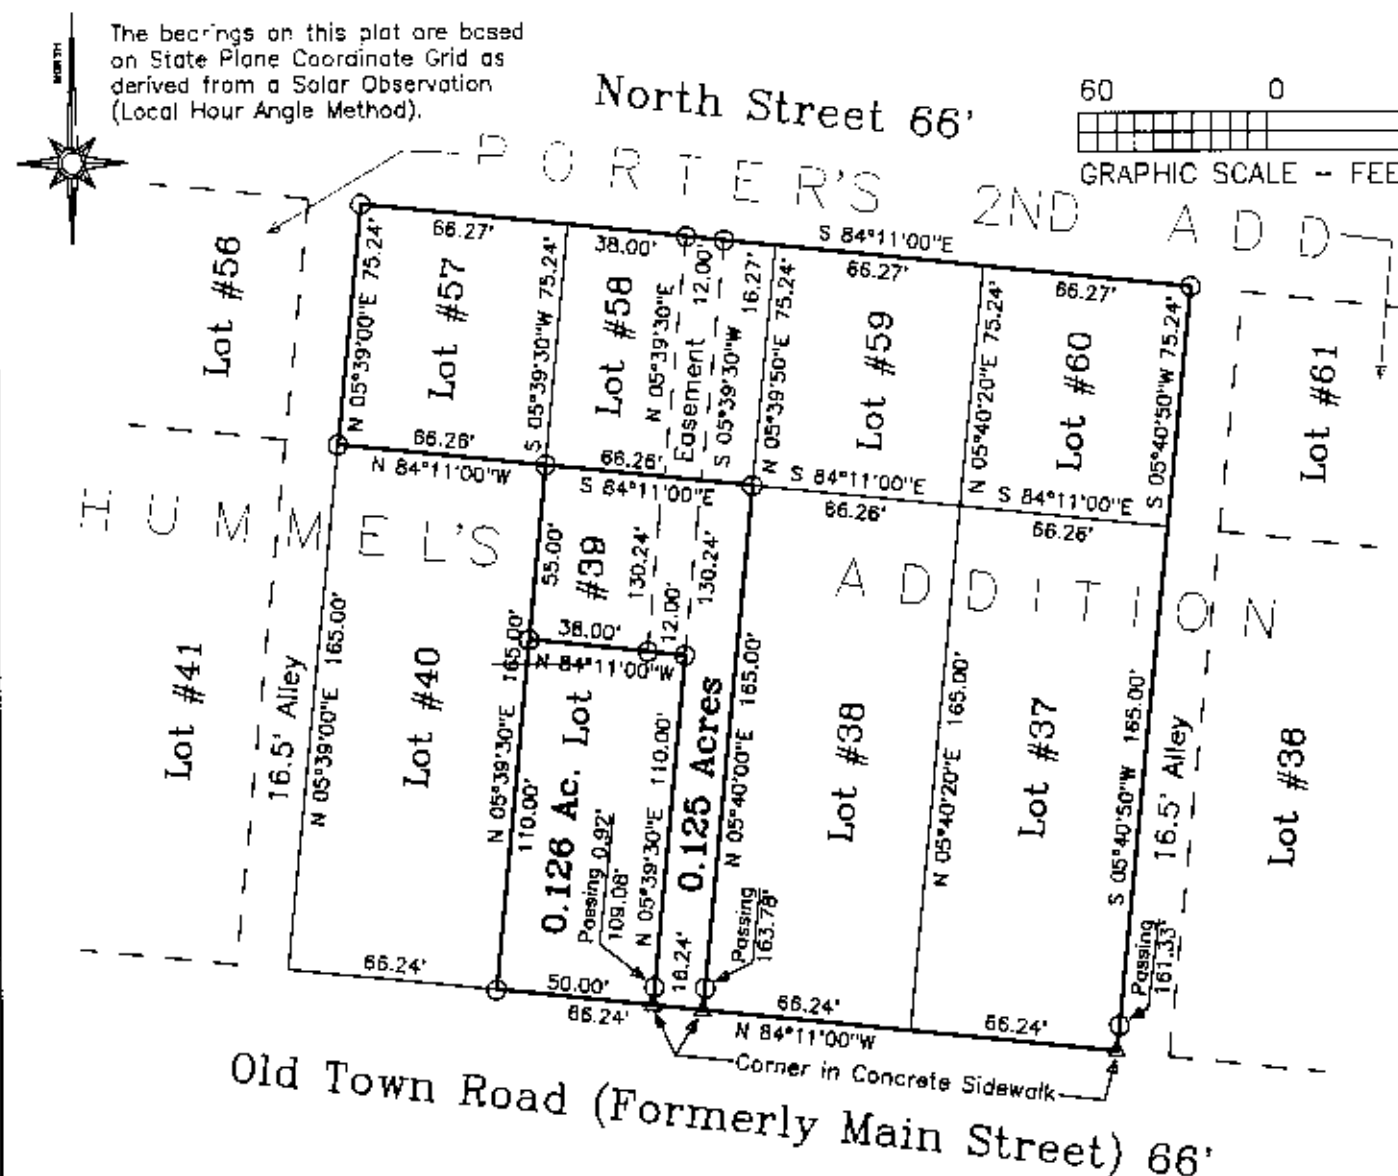 NORTH
The bearings on this plat are based
on State Plane Coordinate Grid as
derived from a Solar Observation
(Local Hour Angle Method).
North Street 66'
60 0
GRAPHIC SCALE - FEE
PORTER'S 2ND ADD
Lot #56
N 05°39'00"E 75.24'
66.27'
Lot #57
66.26'
N 84°11'00"W
S 05°39'30"W 75.24'
38.00'
Lot #58
N 05°39'30"E
Easement 12.00'
S 05°39'30"W
16.27'
66.26'
S 84°11'00"E
S 84°11'00"E
66.27'
N 05°39'50"E 75.24'
Lot #59
S 84°11'00"E
66.26'
66.27'
N 05°40'20"E 75.24'
Lot #60
S 84°11'00"E
66.26'
S 05°40'50"W 75.24'
Lot #61
HUMMEL'S ADDITION
Lot #41
16.5' Alley
N 05°39'00"E 165.00'
Lot #40
66.24'
55.00'
#39
130.24'
12.00'
130.24'
38.00'
N 84°11'00"W
165.00'
N 05°39'30"E
110.00'
0.126 Ac. Lot
Passing 0.92'
109.08'
N 05°39'30"E 110.00'
0.125 Acres
16.24'
N 05°40'00"E 165.00'
Passing
163.78'
50.00'
66.24'
Lot #38
66.24'
N 84°11'00"W
N 05°40'20"E 165.00'
Lot #37
66.24'
S 05°40'50"W 165.00'
16.5' Alley
Passing
161.33'
Lot #36
Corner in Concrete Sidewalk
Old Town Road (Formerly Main Street) 66'